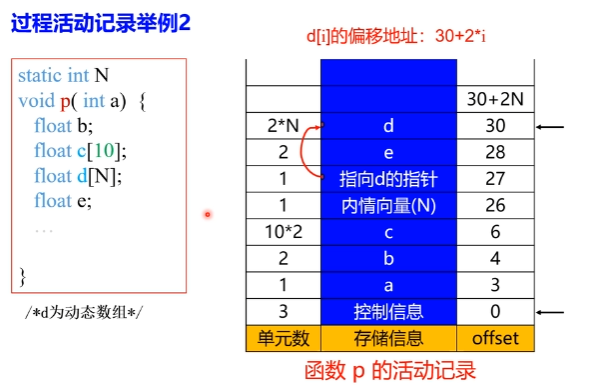 过程活动记录举例2
static int N
void p( int a) {
float b;
float c[10];
float d[N];
float e;
...
}
/*d为动态数组*/
d[i]的偏移地址：30+2*i
30+2N
2*N d 30
2 e 28
1 指向d的指针 27
1 内情向量(N) 26
10*2 c 6
2 b 4
1 a 3
3 控制信息 0
单元数 存储信息 offset
函数 p 的活动记录